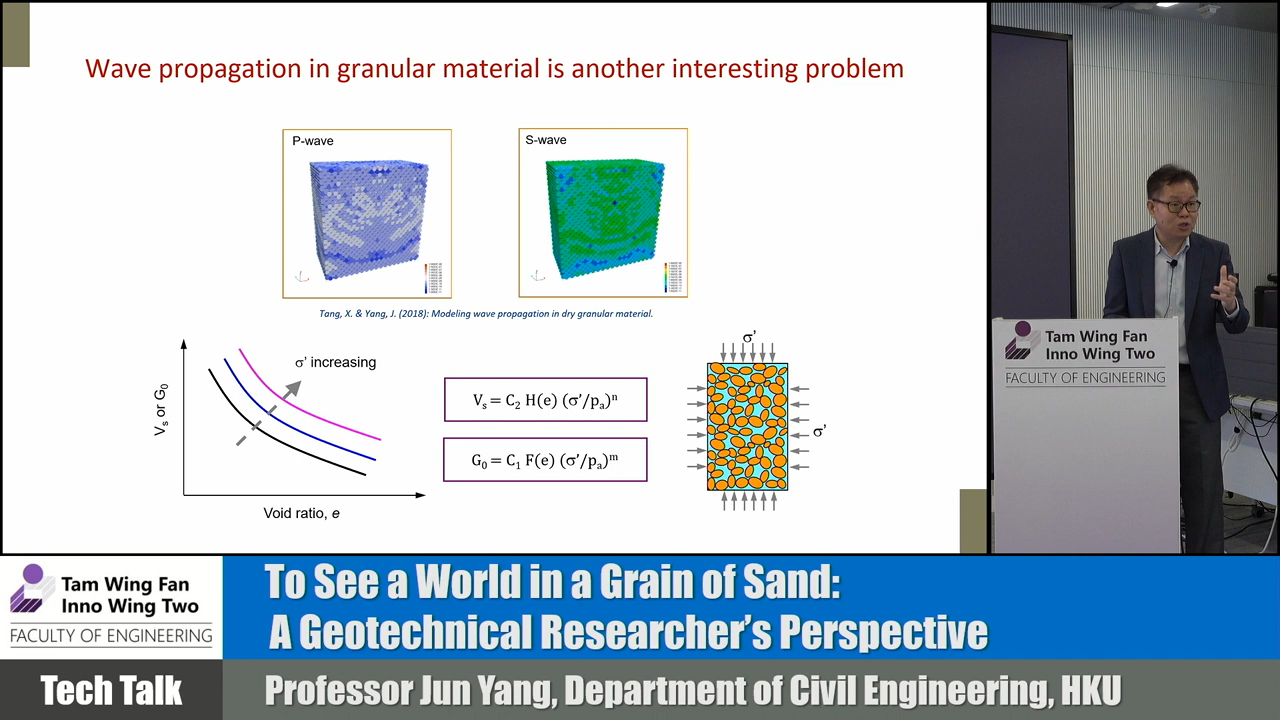 Wave propagation in granular material is another interesting problem
P-wave
S-wave
Tang, X. & Yang, J. (2018): Modeling wave propagation in dry granular material.
Vs or G0
σ’ increasing
Void ratio, e
Vs = C2 H(e) (σ’/pa)ⁿ
G0 = C1 F(e) (σ’/pa)ᵐ
σ’
σ’
Tam Wing Fan
Inno Wing Two
FACULTY OF ENGINEERING
Tam Wing Fan
Inno Wing Two
FACULTY OF ENGINEERING
To See a World in a Grain of Sand:
A Geotechnical Researcher’s Perspective
Tech Talk
Professor Jun Yang, Department of Civil Engineering, HKU